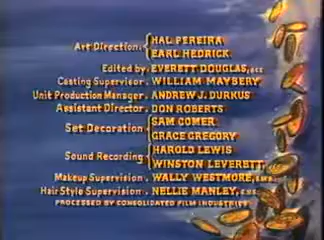 Art Direction. HAL PEREIRA
EARL HEDRICK
Edited by. EVERETT DOUGLAS, A.C.E.
Casting Supervisor. WILLIAM MAYBERY
Unit Production Manager. ANDREW J. DURKUS
Assistant Director. DON ROBERTS
Set Decoration SAM COMER
GRACE GREGORY
Sound Recording HAROLD LEWIS
WINSTON LEVERETT
Makeup Supervision. WALLY WESTMORE,
Hair Style Supervision. NELLIE MANLEY,
PROCESSED BY CONSOLIDATED FILM INDUSTRIES